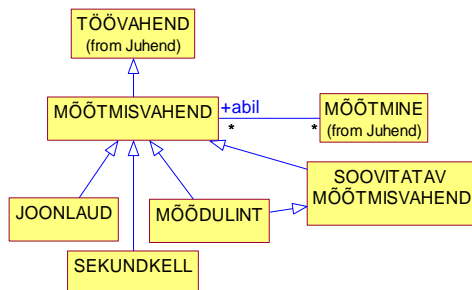 TÖÖVAHEND
(from Juhend)
MÕÕTMISVAHEND
+abil
*
*
MÕÕTMINE
(from Juhend)
JOONLAUD
MÕÕDULINT
SOOVITATAV
MÕÕTMISVAHEND
SEKUNDKELL